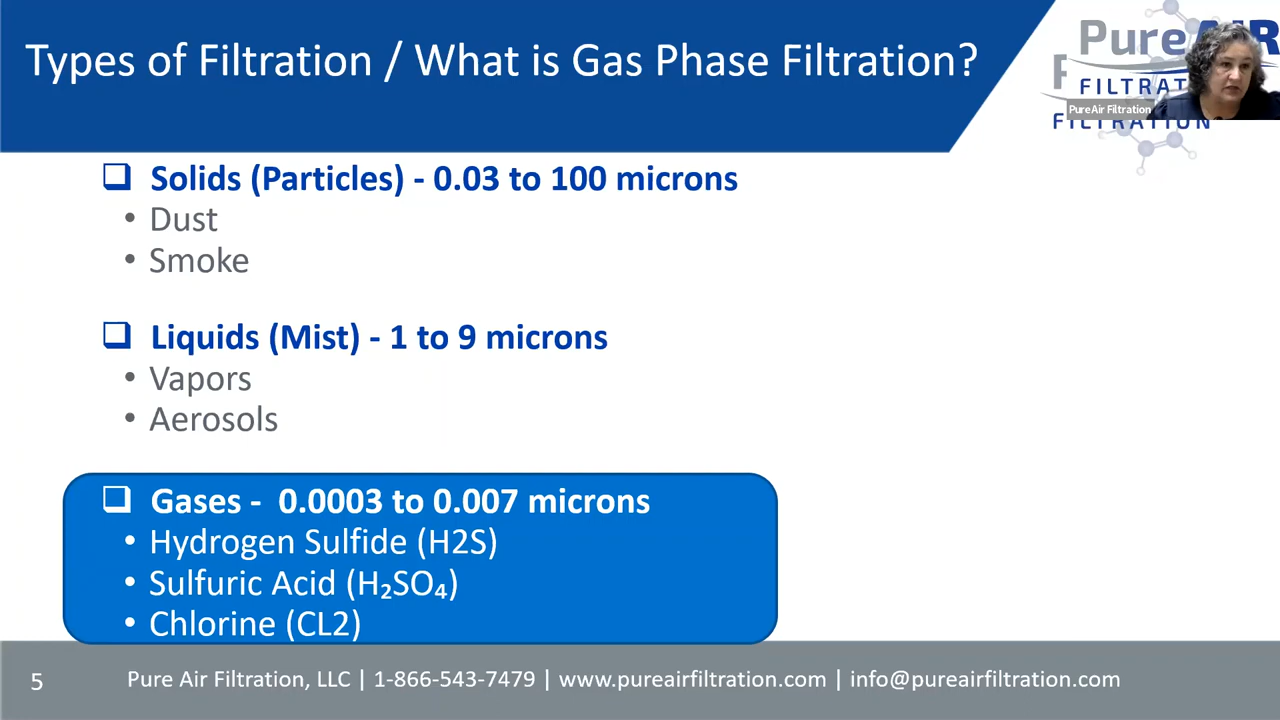 Types of Filtration / What is Gas Phase Filtration?
PureAIR
FILTRAT
PureAir Filtration
FILTRATION
Solids (Particles) - 0.03 to 100 microns
• Dust
• Smoke
Liquids (Mist) - 1 to 9 microns
• Vapors
• Aerosols
Gases - 0.0003 to 0.007 microns
• Hydrogen Sulfide (H2S)
• Sulfuric Acid (H₂SO₄)
• Chlorine (CL2)
5
Pure Air Filtration, LLC | 1-866-543-7479 | www.pureairfiltration.com | info@pureairfiltration.com